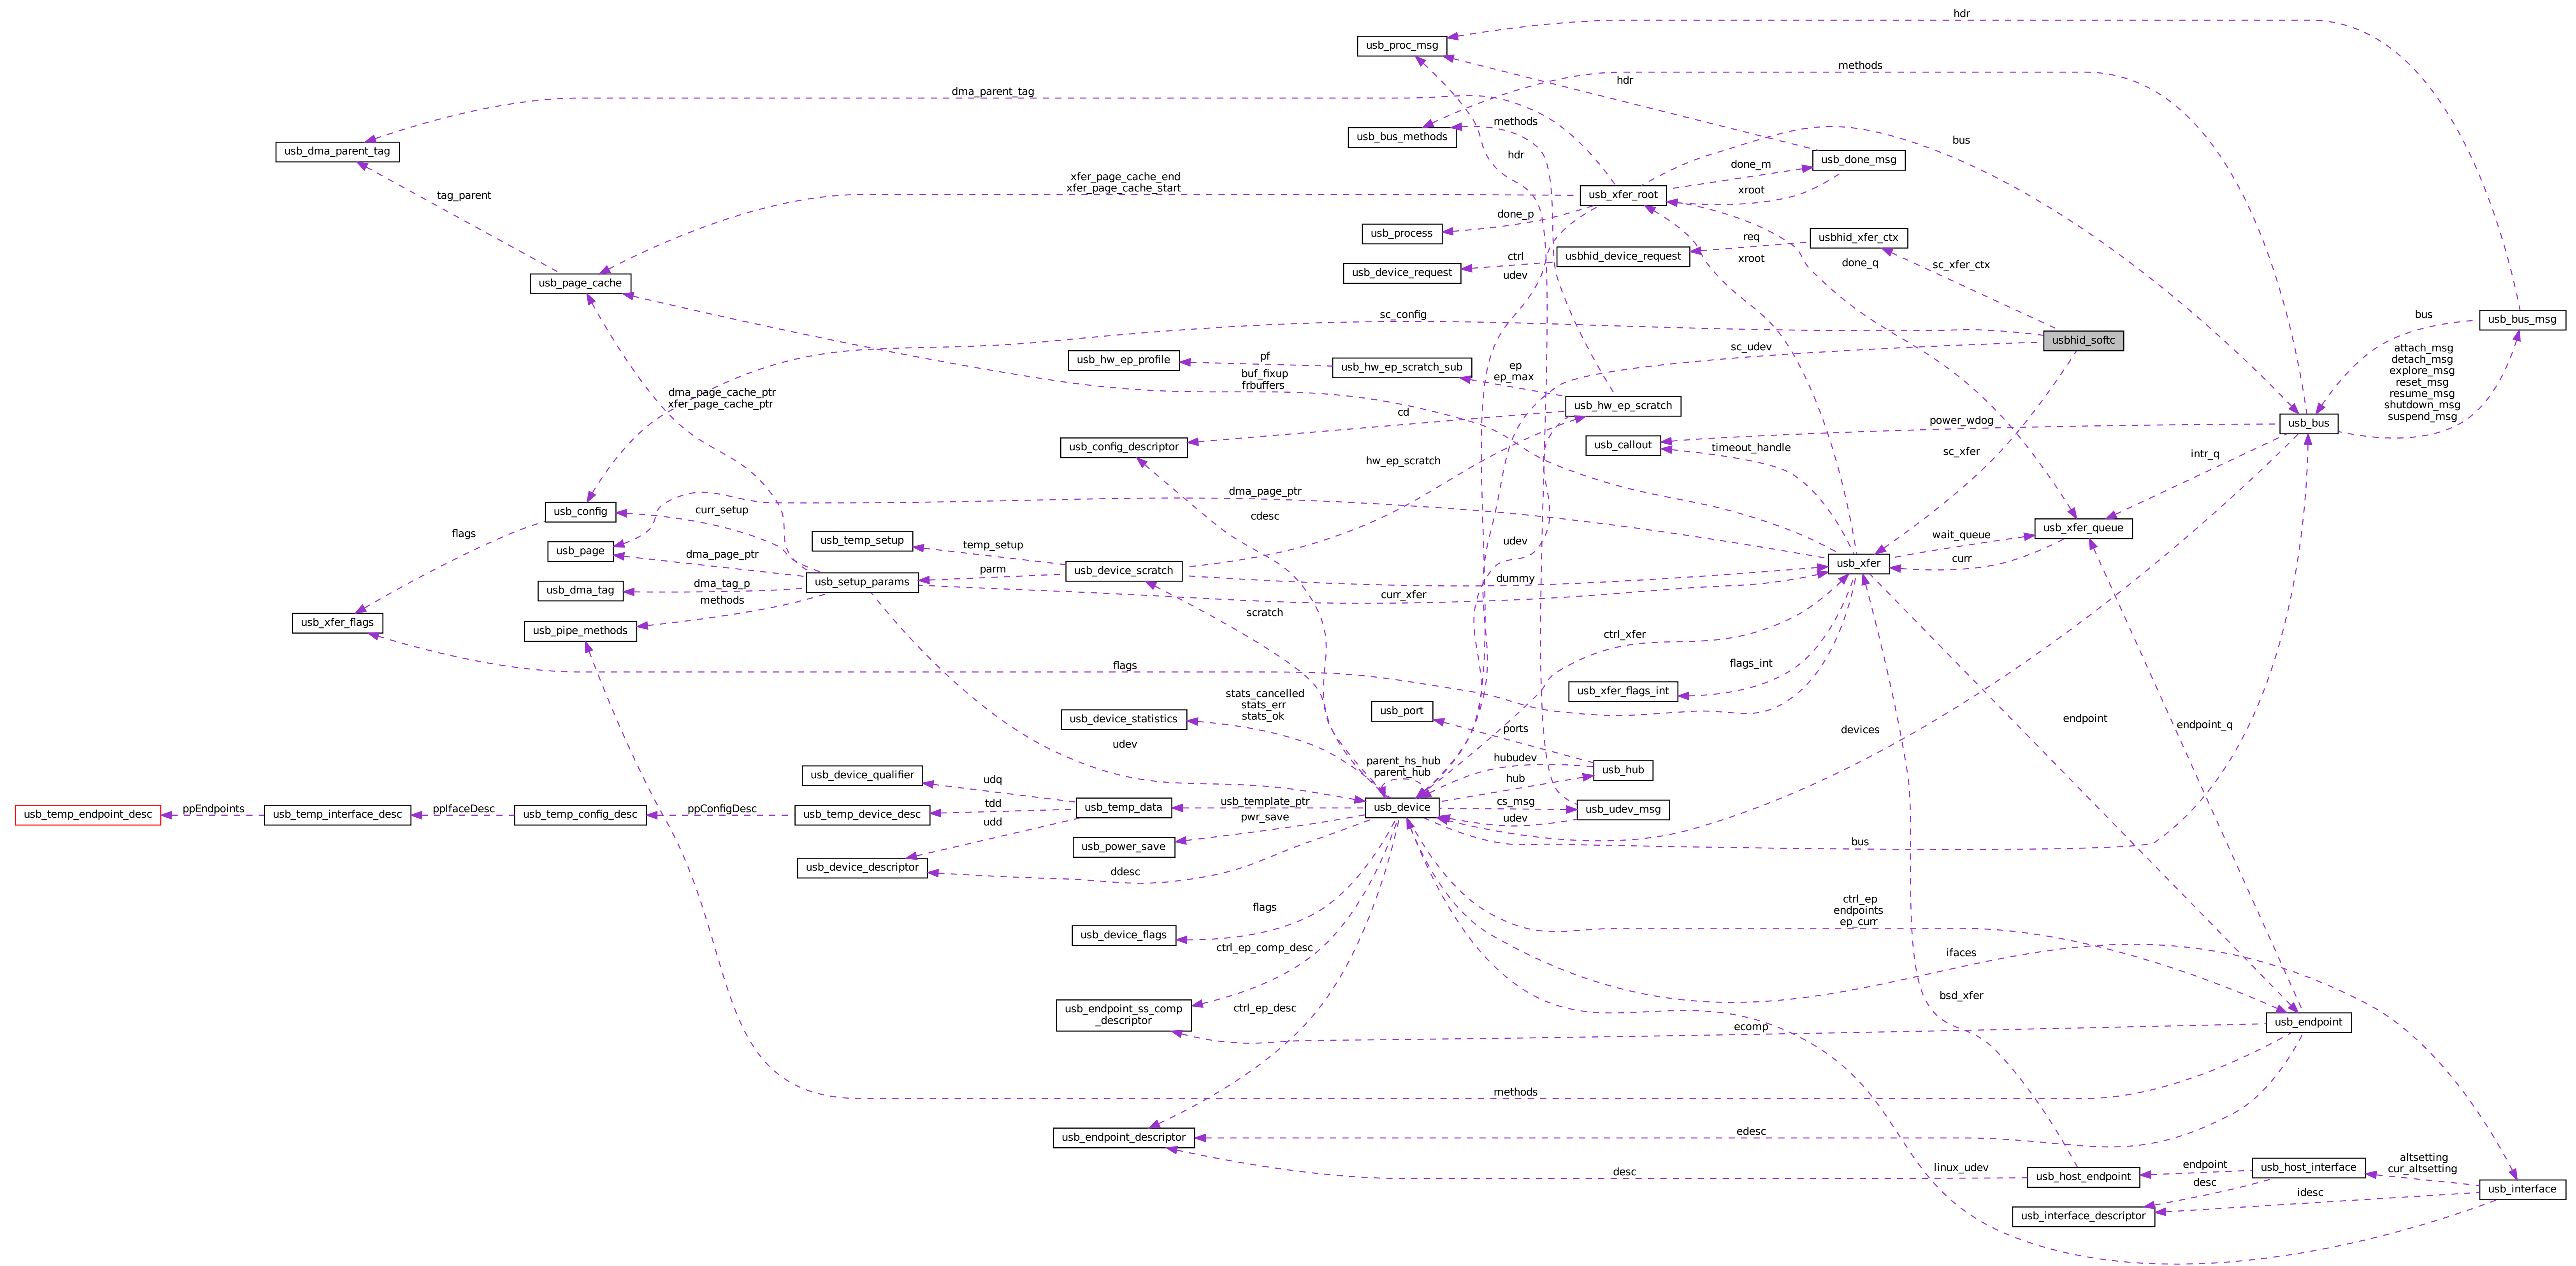 hdr
usb_proc_msg
methods
hdr
dma_parent_tag
methods
usb_bus_methods
bus
usb_dma_parent_tag
hdr
usb_done_msg
done_m
xfer_page_cache_end
xfer_page_cache_start
xroot
tag_parent
usb_xfer_root
done_p
usb_process
req
usbhid_xfer_ctx
xroot
usbhid_device_request
ctrl
done_q
sc_xfer_ctx
usb_device_request
udev
usb_page_cache
sc_config
bus
usb_bus_msg
usbhid_softc
sc_udev
attach_msg
detach_msg
explore_msg
reset_msg
resume_msg
shutdown_msg
suspend_msg
usb_hw_ep_profile
pf
usb_hw_ep_scratch_sub
ep
ep_max
buf_fixup
frbuffers
dma_page_cache_ptr
xfer_page_cache_ptr
usb_hw_ep_scratch
cd
power_wdog
usb_bus
usb_config_descriptor
usb_callout
timeout_handle
sc_xfer
intr_q
hw_ep_scratch
dma_page_ptr
usb_config
curr_setup
cdesc
usb_xfer_queue
flags
wait_queue
usb_temp_setup
temp_setup
udev
usb_page
dma_page_ptr
curr
usb_xfer
parm
usb_device_scratch
dummy
usb_setup_params
dma_tag_p
usb_dma_tag
methods
curr_xfer
scratch
usb_xfer_flags
usb_pipe_methods
ctrl_xfer
flags
flags_int
usb_xfer_flags_int
stats_cancelled
stats_err
stats_ok
usb_device_statistics
usb_port
endpoint
endpoint_q
ports
devices
udev
hubudev
parent_hs_hub
parent_hub
usb_hub
usb_device_qualifier
udq
hub
usb_template_ptr
cs_msg
tdd
usb_temp_data
usb_device
usb_udev_msg
usb_temp_endpoint_desc
ppEndpoints
usb_temp_interface_desc
ppIfaceDesc
usb_temp_config_desc
ppConfigDesc
usb_temp_device_desc
pwr_save
udev
udd
usb_power_save
bus
usb_device_descriptor
ddesc
flags
ctrl_ep
endpoints
ep_curr
usb_device_flags
ctrl_ep_comp_desc
ifaces
bsd_xfer
usb_endpoint_ss_comp
_descriptor
ctrl_ep_desc
ecomp
usb_endpoint
methods
usb_endpoint_descriptor
edesc
desc
linux_udev
usb_host_endpoint
endpoint
usb_host_interface
altsetting
cur_altsetting
desc
idesc
usb_interface
usb_interface_descriptor